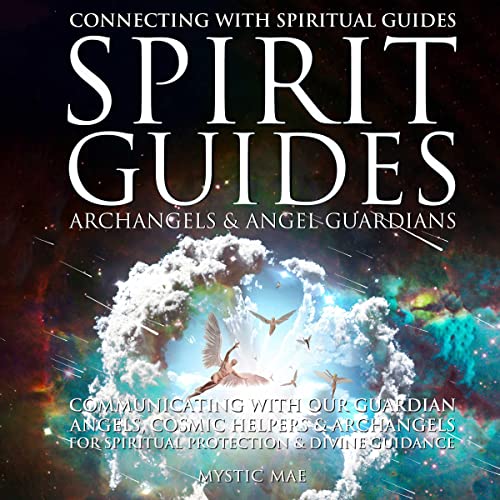 CONNECTING WITH SPIRITUAL GUIDES
SPIRIT
GUIDES
ARCHANGELS & ANGEL GUARDIANS
COMMUNICATING WITH OUR GUARDIAN
ANGELS, COSMIC HELPERS & ARCHANGELS
FOR SPIRITUAL PROTECTION & DIVINE GUIDANCE
MYSTIC MAE